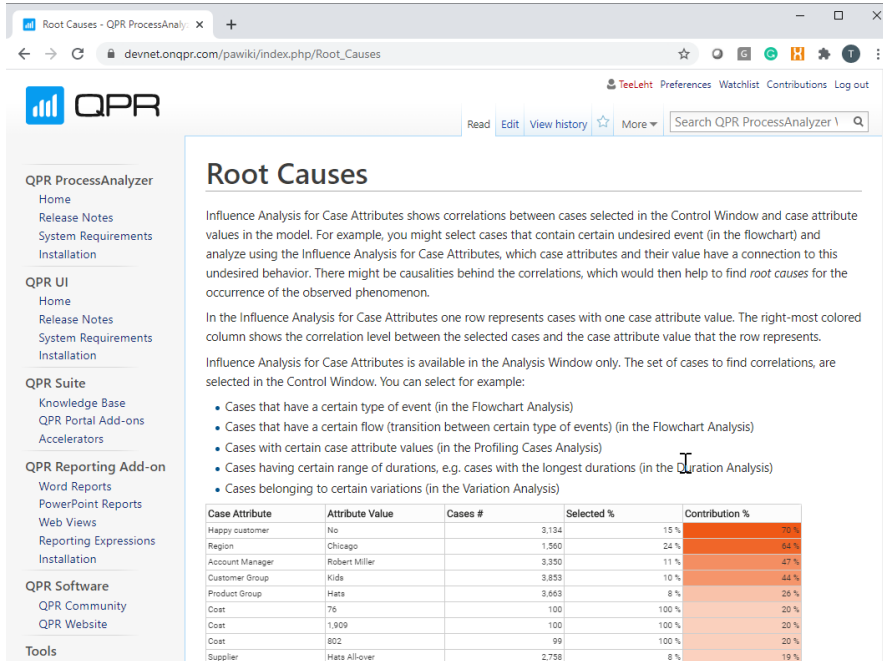 Root Causes - QPR ProcessAnaly
devnet.onqpr.com/pawiki/index.php/Root_Causes
G
T
QPR
TeeLeht Preferences Watchlist Contributions Log out
Read Edit View history More
Search QPR ProcessAnalyzer
QPR ProcessAnalyzer
Home
Release Notes
System Requirements
Installation
QPR UI
Home
Release Notes
System Requirements
Installation
QPR Suite
Knowledge Base
QPR Portal Add-ons
Accelerators
QPR Reporting Add-on
Word Reports
PowerPoint Reports
Web Views
Reporting Expressions
Installation
QPR Software
QPR Community
QPR Website
Tools
Root Causes
Influence Analysis for Case Attributes shows correlations between cases selected in the Control Window and case attribute
values in the model. For example, you might select cases that contain certain undesired event (in the flowchart) and
analyze using the Influence Analysis for Case Attributes, which case attributes and their value have a connection to this
undesired behavior. There might be causalities behind the correlations, which would then help to find root causes for the
occurrence of the observed phenomenon.
In the Influence Analysis for Case Attributes one row represents cases with one case attribute value. The right-most colored
column shows the correlation level between the selected cases and the case attribute value that the row represents.
Influence Analysis for Case Attributes is available in the Analysis Window only. The set of cases to find correlations, are
selected in the Control Window. You can select for example:
• Cases that have a certain type of event (in the Flowchart Analysis)
• Cases that have a certain flow (transition between certain type of events) (in the Flowchart Analysis)
• Cases with certain case attribute values (in the Profiling Cases Analysis)
• Cases having certain range of durations, e.g. cases with the longest durations (in the Duration Analysis)
• Cases belonging to certain variations (in the Variation Analysis)
Case Attribute Attribute Value Cases # Selected % Contribution %
Happy customer No 3,134 15 % 70 %
Region Chicago 1,560 24 % 64 %
Account Manager Robert Miller 3,350 11 % 47 %
Customer Group Kids 3,853 10 % 44 %
Product Group Hats 3,663 8 % 26 %
Cost 76 100 100 % 20 %
Cost 1,909 100 100 % 20 %
Cost 802 99 100 % 20 %
Supplier Hats All-over 2,758 8 % 19 %